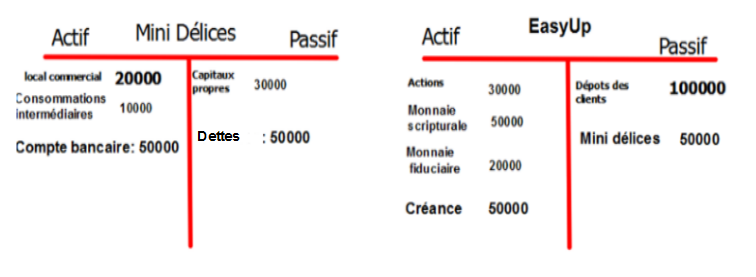 Actif Mini Délices Passif
local commercial 20000
Consommations
intermédiaires 10000
Compte bancaire: 50000
Capitaux
propres 30000
Dettes : 50000
EasyUp
Actif Passif
Actions 30000
Monnaie
scripturale 50000
Monnaie
fiduciaire 20000
Créance 50000
Dépots des
clients 100000
Mini délices 50000